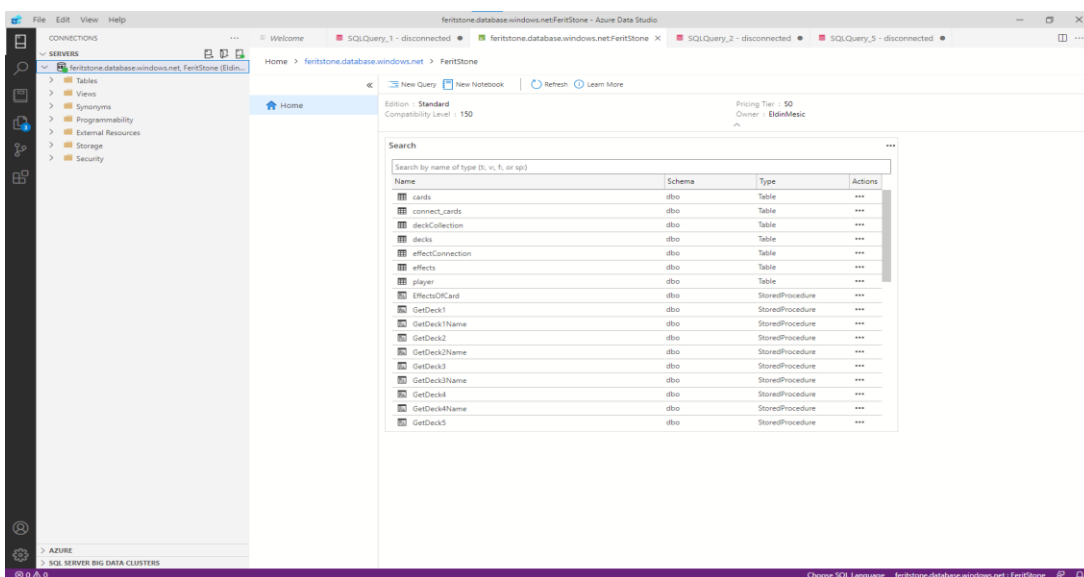 File Edit View Help
feritstone.database.windows.net:FeritStone - Azure Data Studio
CONNECTIONS
Welcome
SQLQuery_1 - disconnected
feritstone.database.windows.net:FeritStone
SQLQuery_2 - disconnected
SQLQuery_5 - disconnected
SERVERS
feritstone.database.windows.net, FeritStone (Eldin...
Tables
Views
Synonyms
Programmability
External Resources
Storage
Security
Home > feritstone.database.windows.net > FeritStone
New Query New Notebook Refresh Learn More
Home
Edition : Standard
Pricing Tier : S0
Compatibility Level : 150
Owner : EldinMesic
Search
Search by name of type (t:, v:, f:, or sp:)
Name Schema Type Actions
cards dbo Table
connect_cards dbo Table
deckCollection dbo Table
decks dbo Table
effectConnection dbo Table
effects dbo Table
player dbo Table
EffectsOfCard dbo StoredProcedure
GetDeck1 dbo StoredProcedure
GetDeck1Name dbo StoredProcedure
GetDeck2 dbo StoredProcedure
GetDeck2Name dbo StoredProcedure
GetDeck3 dbo StoredProcedure
GetDeck3Name dbo StoredProcedure
GetDeck4 dbo StoredProcedure
GetDeck4Name dbo StoredProcedure
GetDeck5 dbo StoredProcedure
AZURE
SQL SERVER BIG DATA CLUSTERS
0 0
Choose SQL Language feritstone.database.windows.net : FeritStone